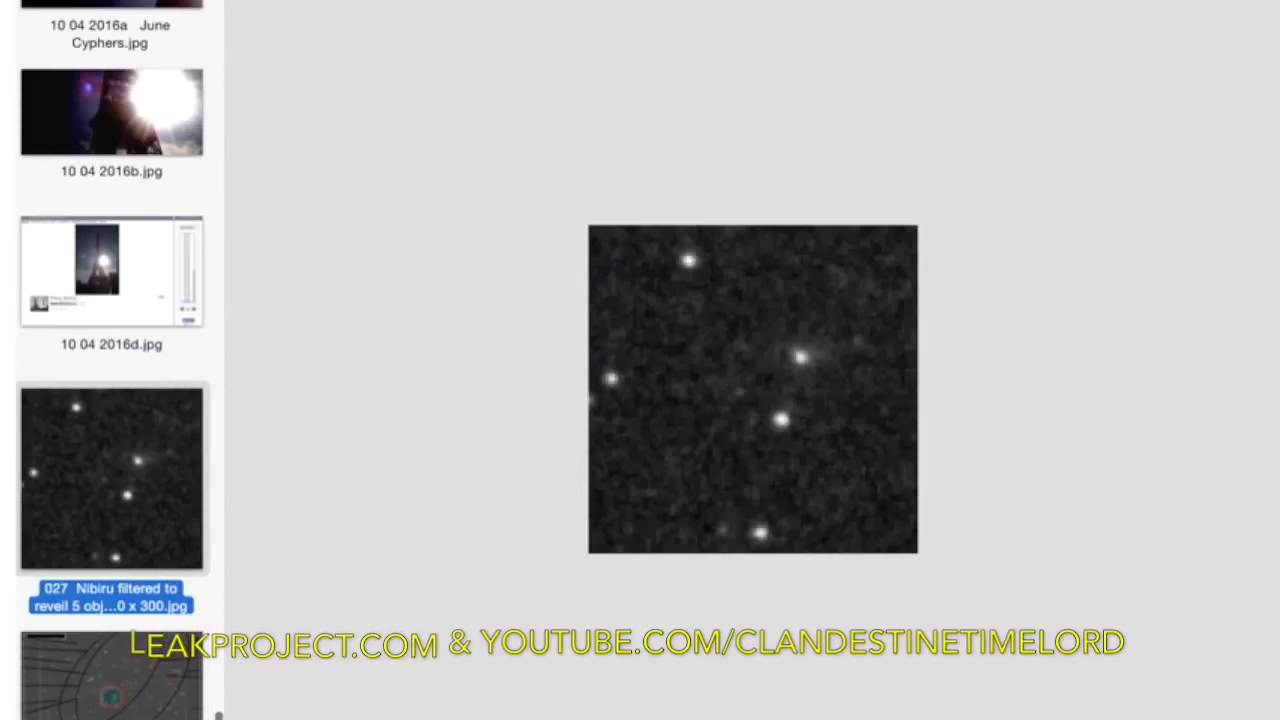 10 04 2016a June
Cyphers.jpg
10 04 2016b.jpg
10 04 2016d.jpg
027 Nibiru filtered to
reveil 5 obj...0 x 300.jpg
LEAKPROJECT.COM & YOUTUBE.COM/CLANDESTINETIMELORD